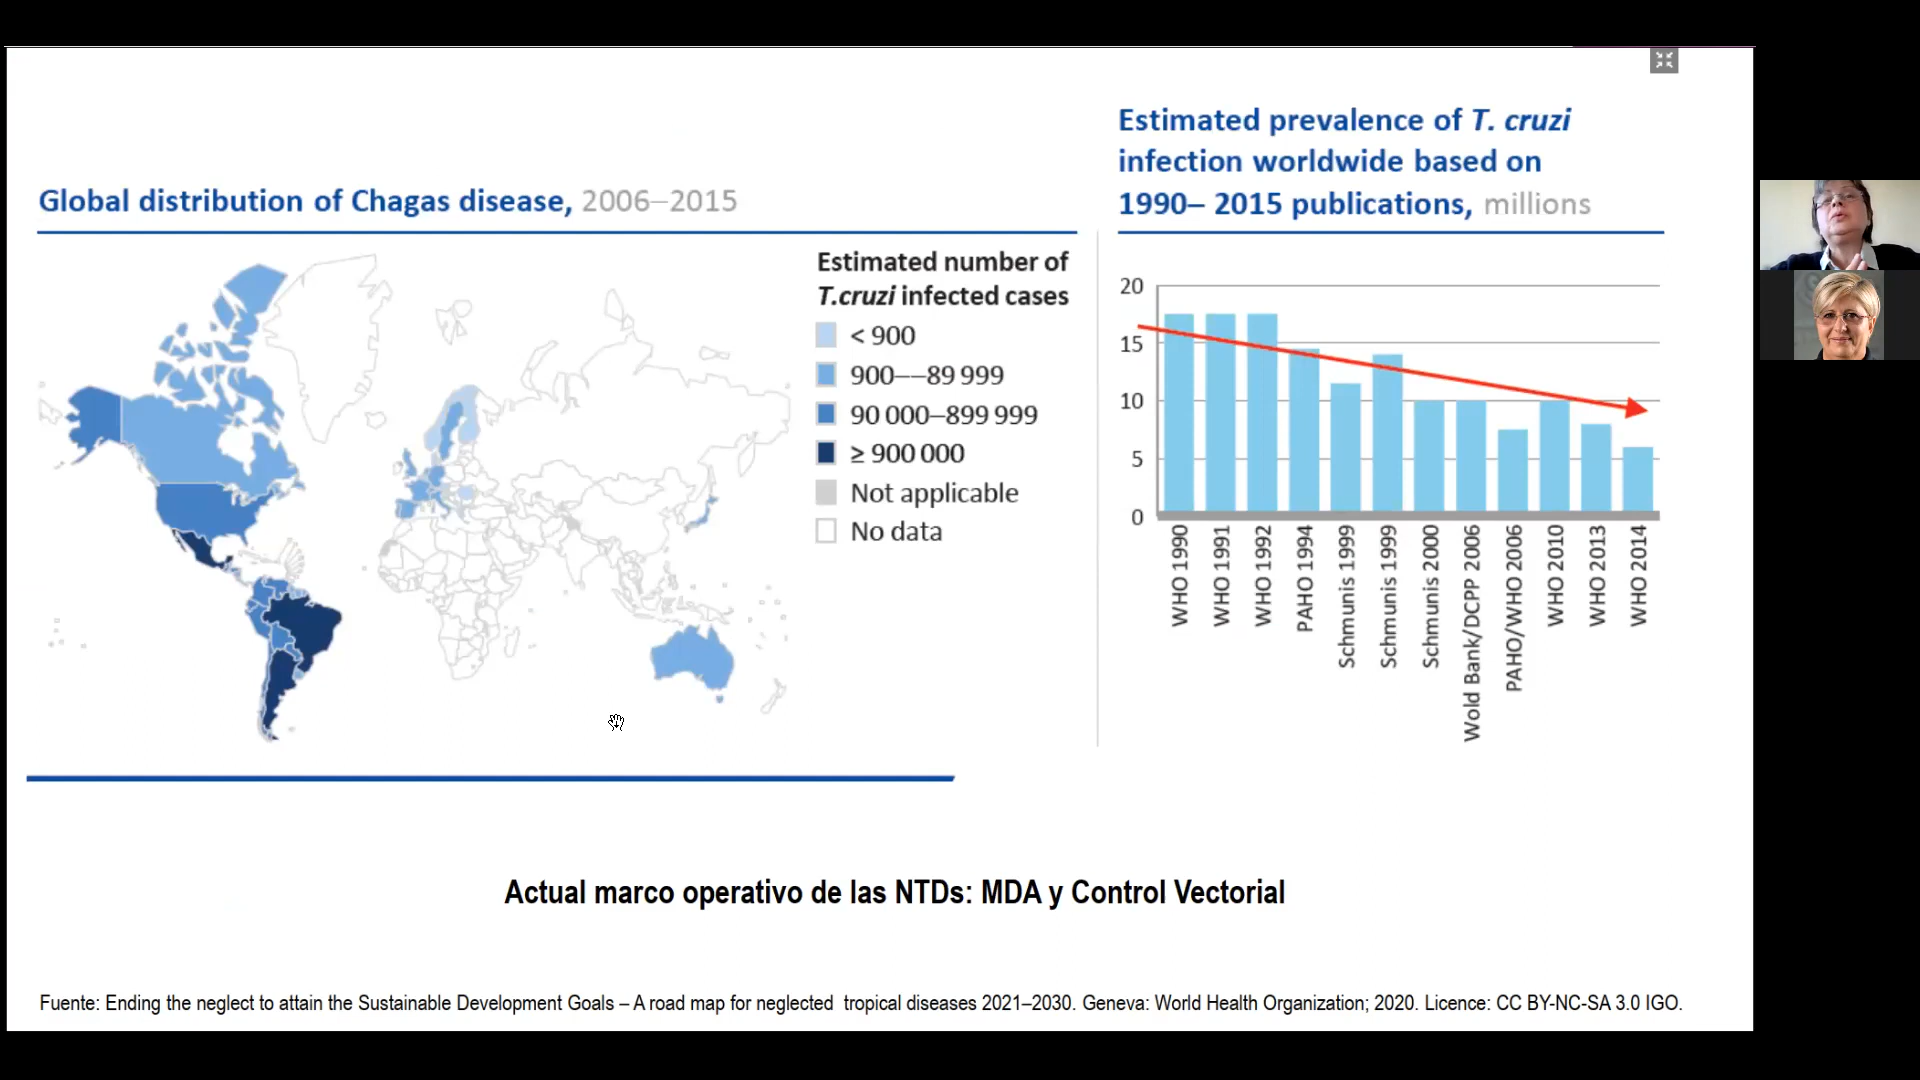 Global distribution of Chagas disease, 2006–2015
Estimated number of
T.cruzi infected cases
< 900
900––89 999
90 000–899 999
≥ 900 000
Not applicable
No data
Estimated prevalence of T. cruzi
infection worldwide based on
1990– 2015 publications, millions
20
15
10
5
0
WHO 1990
WHO 1991
WHO 1992
PAHO 1994
Schmunis 1999
Schmunis 1999
Schmunis 2000
Wold Bank/DCPP 2006
PAHO/WHO 2006
WHO 2010
WHO 2013
WHO 2014
Actual marco operativo de las NTDs: MDA y Control Vectorial
Fuente: Ending the neglect to attain the Sustainable Development Goals – A road map for neglected tropical diseases 2021–2030. Geneva: World Health Organization; 2020. Licence: CC BY-NC-SA 3.0 IGO.